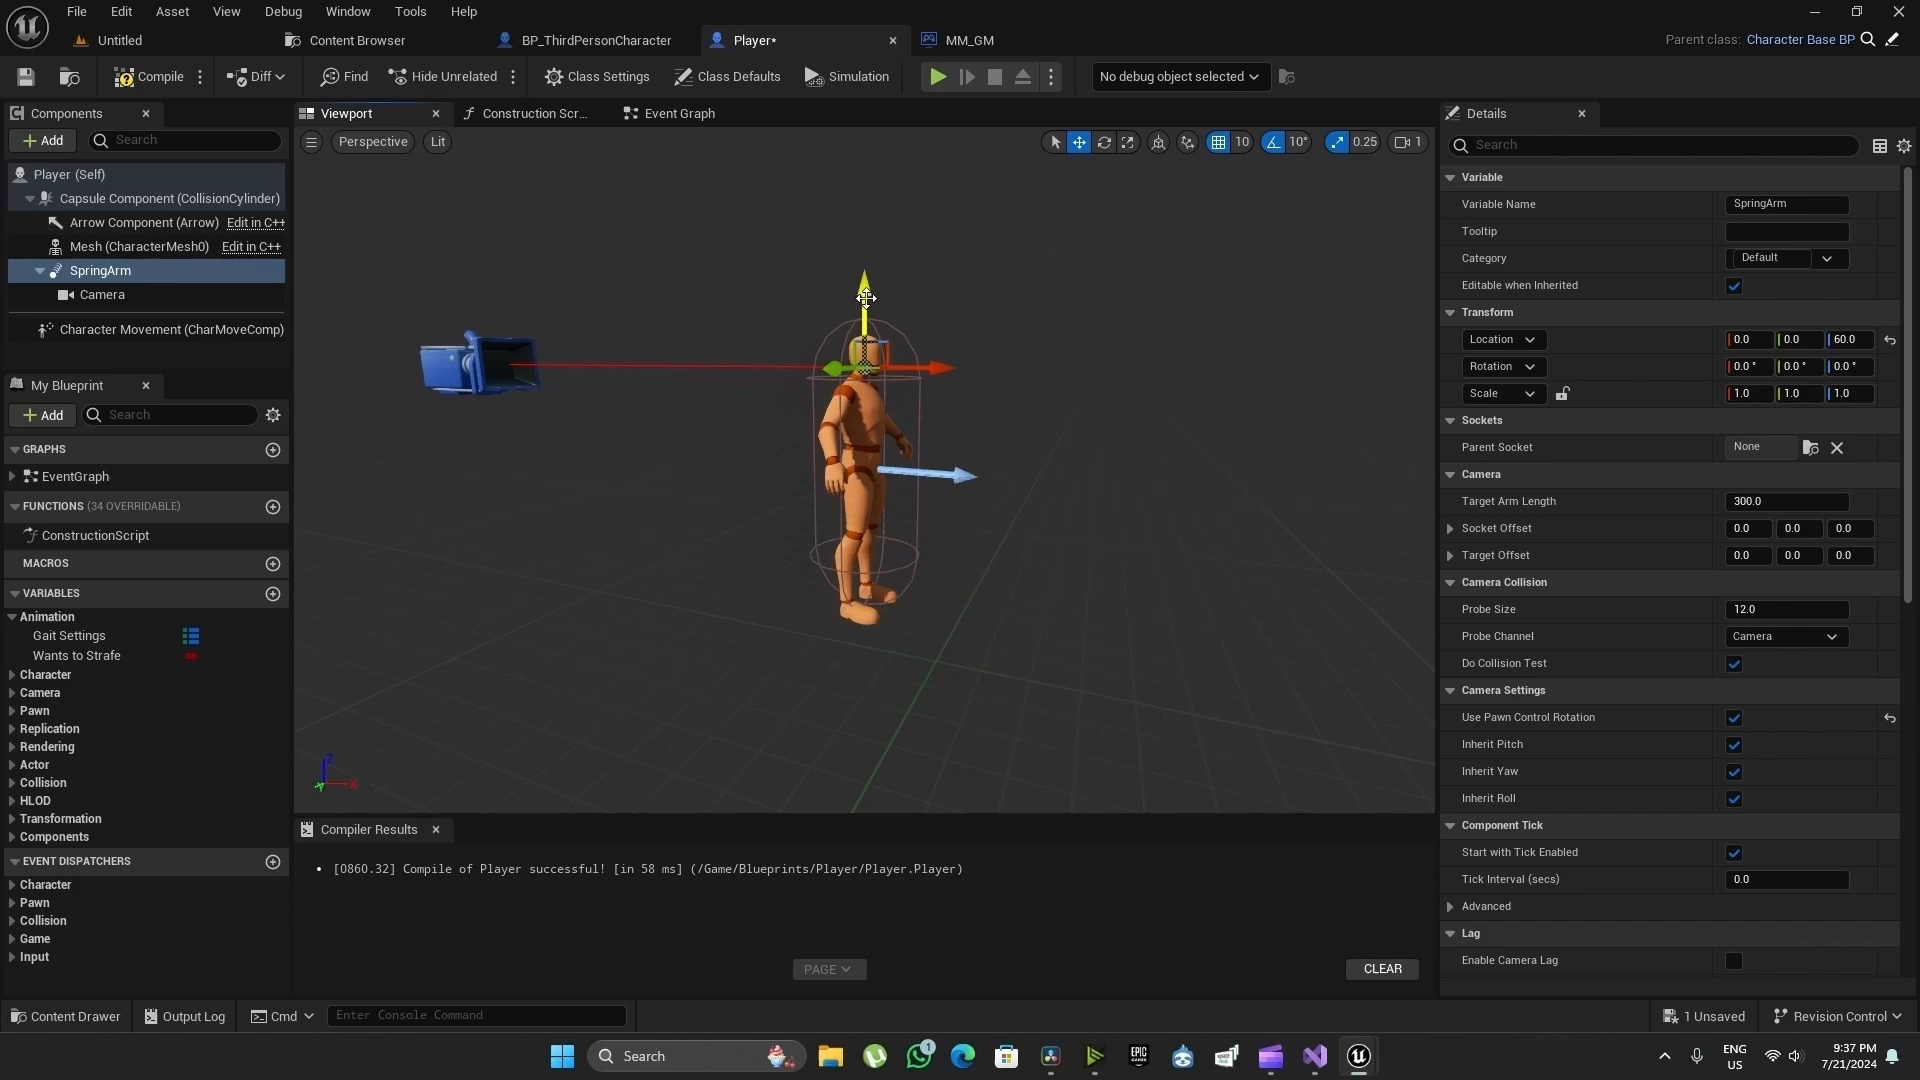 File Edit Asset View Debug Window Tools Help
Untitled Content Browser BP_ThirdPersonCharacter Player* MM_GM Parent class: Character Base BP
Compile Diff Find Hide Unrelated Class Settings Class Defaults Simulation No debug object selected
Components
Add Search
Player (Self)
Capsule Component (CollisionCylinder)
Arrow Component (Arrow) Edit in C++
Mesh (CharacterMesh0) Edit in C++
SpringArm
Camera
Character Movement (CharMoveComp)
My Blueprint
Add Search
GRAPHS
EventGraph
FUNCTIONS (34 OVERRIDABLE)
ConstructionScript
MACROS
VARIABLES
Animation
Gait Settings
Wants to Strafe
Character
Camera
Pawn
Replication
Rendering
Actor
Collision
HLOD
Transformation
Components
EVENT DISPATCHERS
Character
Pawn
Collision
Game
Input
Viewport Construction Scr... Event Graph
Perspective Lit 10 10° 0.25 1
Z
X
Y
Compiler Results
[0860.32] Compile of Player successful! [in 58 ms] (/Game/Blueprints/Player/Player.Player)
PAGE CLEAR
Details
Search
Variable
Variable Name SpringArm
Tooltip
Category Default
Editable when Inherited
Transform
Location 0.0 0.0 60.0
Rotation 0.0° 0.0° 0.0°
Scale 1.0 1.0 1.0
Sockets
Parent Socket None
Camera
Target Arm Length 300.0
Socket Offset 0.0 0.0 0.0
Target Offset 0.0 0.0 0.0
Camera Collision
Probe Size 12.0
Probe Channel Camera
Do Collision Test
Camera Settings
Use Pawn Control Rotation
Inherit Pitch
Inherit Yaw
Inherit Roll
Component Tick
Start with Tick Enabled
Tick Interval (secs) 0.0
Advanced
Lag
Enable Camera Lag
Content Drawer Output Log Cmd Enter Console Command 1 Unsaved Revision Control
Search 1 EPIC GAMES ENG US 9:37 PM 7/21/2024